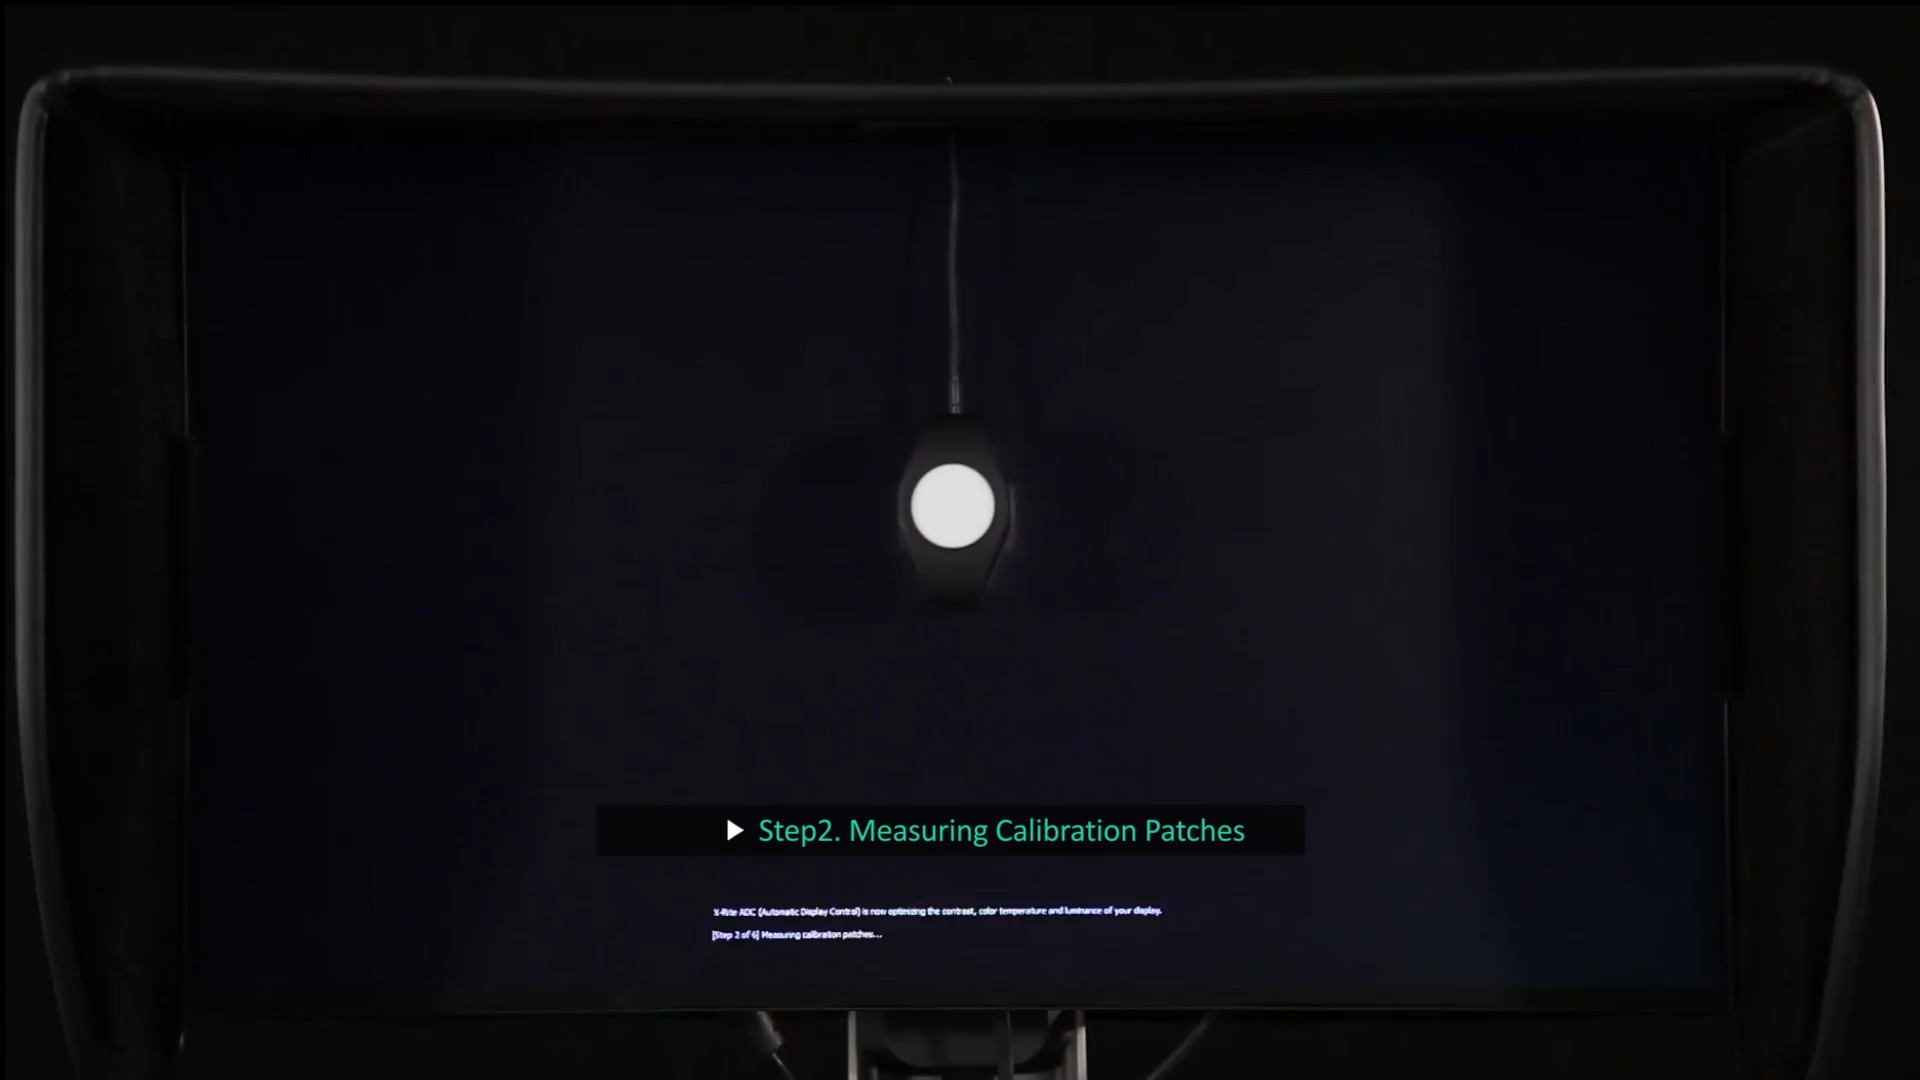 Step2. Measuring Calibration Patches
X-Rite ADC (Automatic Display Control) is now optimizing the contrast, color temperature and luminance of your display.
[Step 2 of 6] Measuring calibration patches...